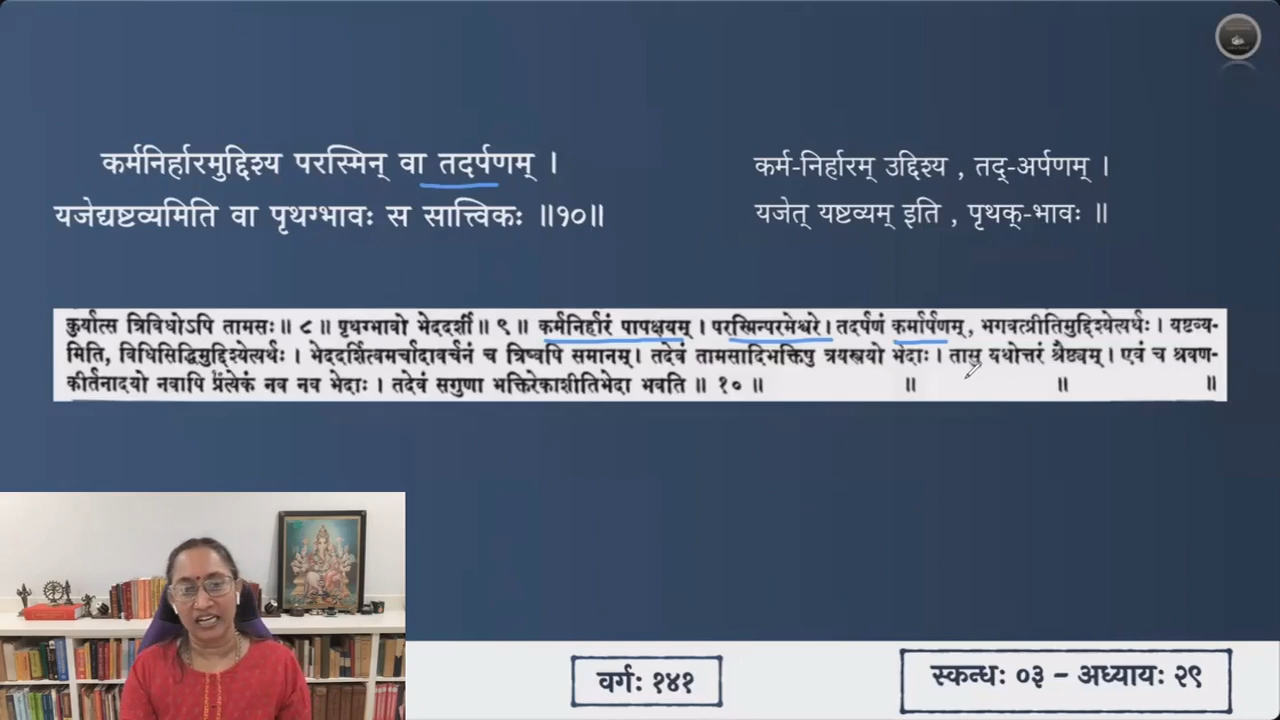 कर्मनिर्हारमुद्दिश्य परस्मिन् वा तदर्पणम् ।
यजेद्यष्टव्यमिति वा पृथग्भावः स सात्त्विकः ॥१०॥
कर्म-निर्हारम् उद्दिश्य , तद्-अर्पणम् ।
यजेत् यष्टव्यम् इति , पृथक्-भावः ॥
कुर्यात्स त्रिविधोऽपि तामसः॥ ८ ॥ पृथग्भावो भेददर्शी॥ ९ ॥ कर्मनिर्हारं पापक्षयम् । परस्मिन्परमेश्वरे । तदर्पणं कर्मार्पणम्, भगवत्प्रीतिमुद्दिश्येत्यर्थः । यष्टव्य-
मिति, विधिसिद्धिमुद्दिश्येत्यर्थः । भेददर्शित्वमर्चादावर्चनं च त्रिष्वपि समानम् । तदेवं तामसादिभक्तिषु त्रयस्त्रयो भेदाः । तासु यथोत्तरं श्रैष्ठ्यम् । एवं च श्रवण-
कीर्तनादयो नवापि प्रत्येकं नव नव भेदाः । तदेवं सगुणा भक्तिरेकाशीतिभेदा भवति ॥ १० ॥ ॥ ॥ ॥
वर्गः १४१
स्कन्धः ०३ – अध्यायः २९